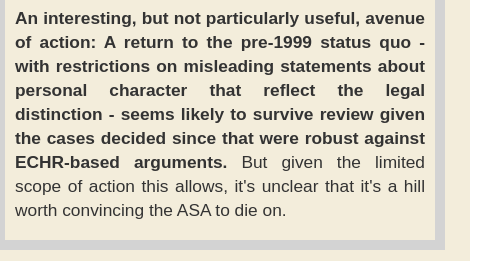 An interesting, but not particularly useful, avenue
of action: A return to the pre-1999 status quo -
with restrictions on misleading statements about
personal character that reflect the legal
distinction - seems likely to survive review given
the cases decided since that were robust against
ECHR-based arguments. But given the limited
scope of action this allows, it's unclear that it's a hill
worth convincing the ASA to die on.